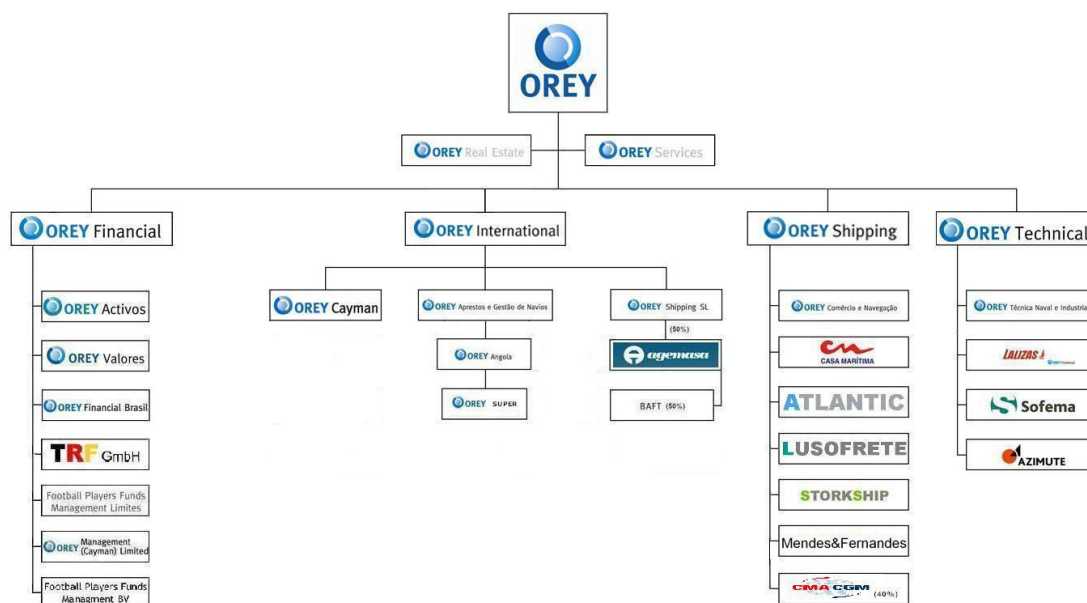 OREY
OREY Real Estate
OREY Services
OREY Financial
OREY International
OREY Shipping
OREY Technical
OREY Activos
OREY Valores
OREY Financial Brasil
TRF GmbH
Football Players Funds
Management Limites
OREY Management
(Cayman) Limited
Football Players Funds
Managment BV
OREY Cayman
OREY Aprestos e Gestão de Navios
OREY Angola
OREY SUPER
OREY Shipping SL
(50%)
agemasa
BAFT (50%)
OREY Comércio e Navegação
CASA MARÍTIMA
ATLANTIC
LUSOFRETE
STORKSHIP
Mendes&Fernandes
CMA CGM (40%)
OREY Técnica Naval e Industrial
LALIZAS
Sofema
AZIMUTE